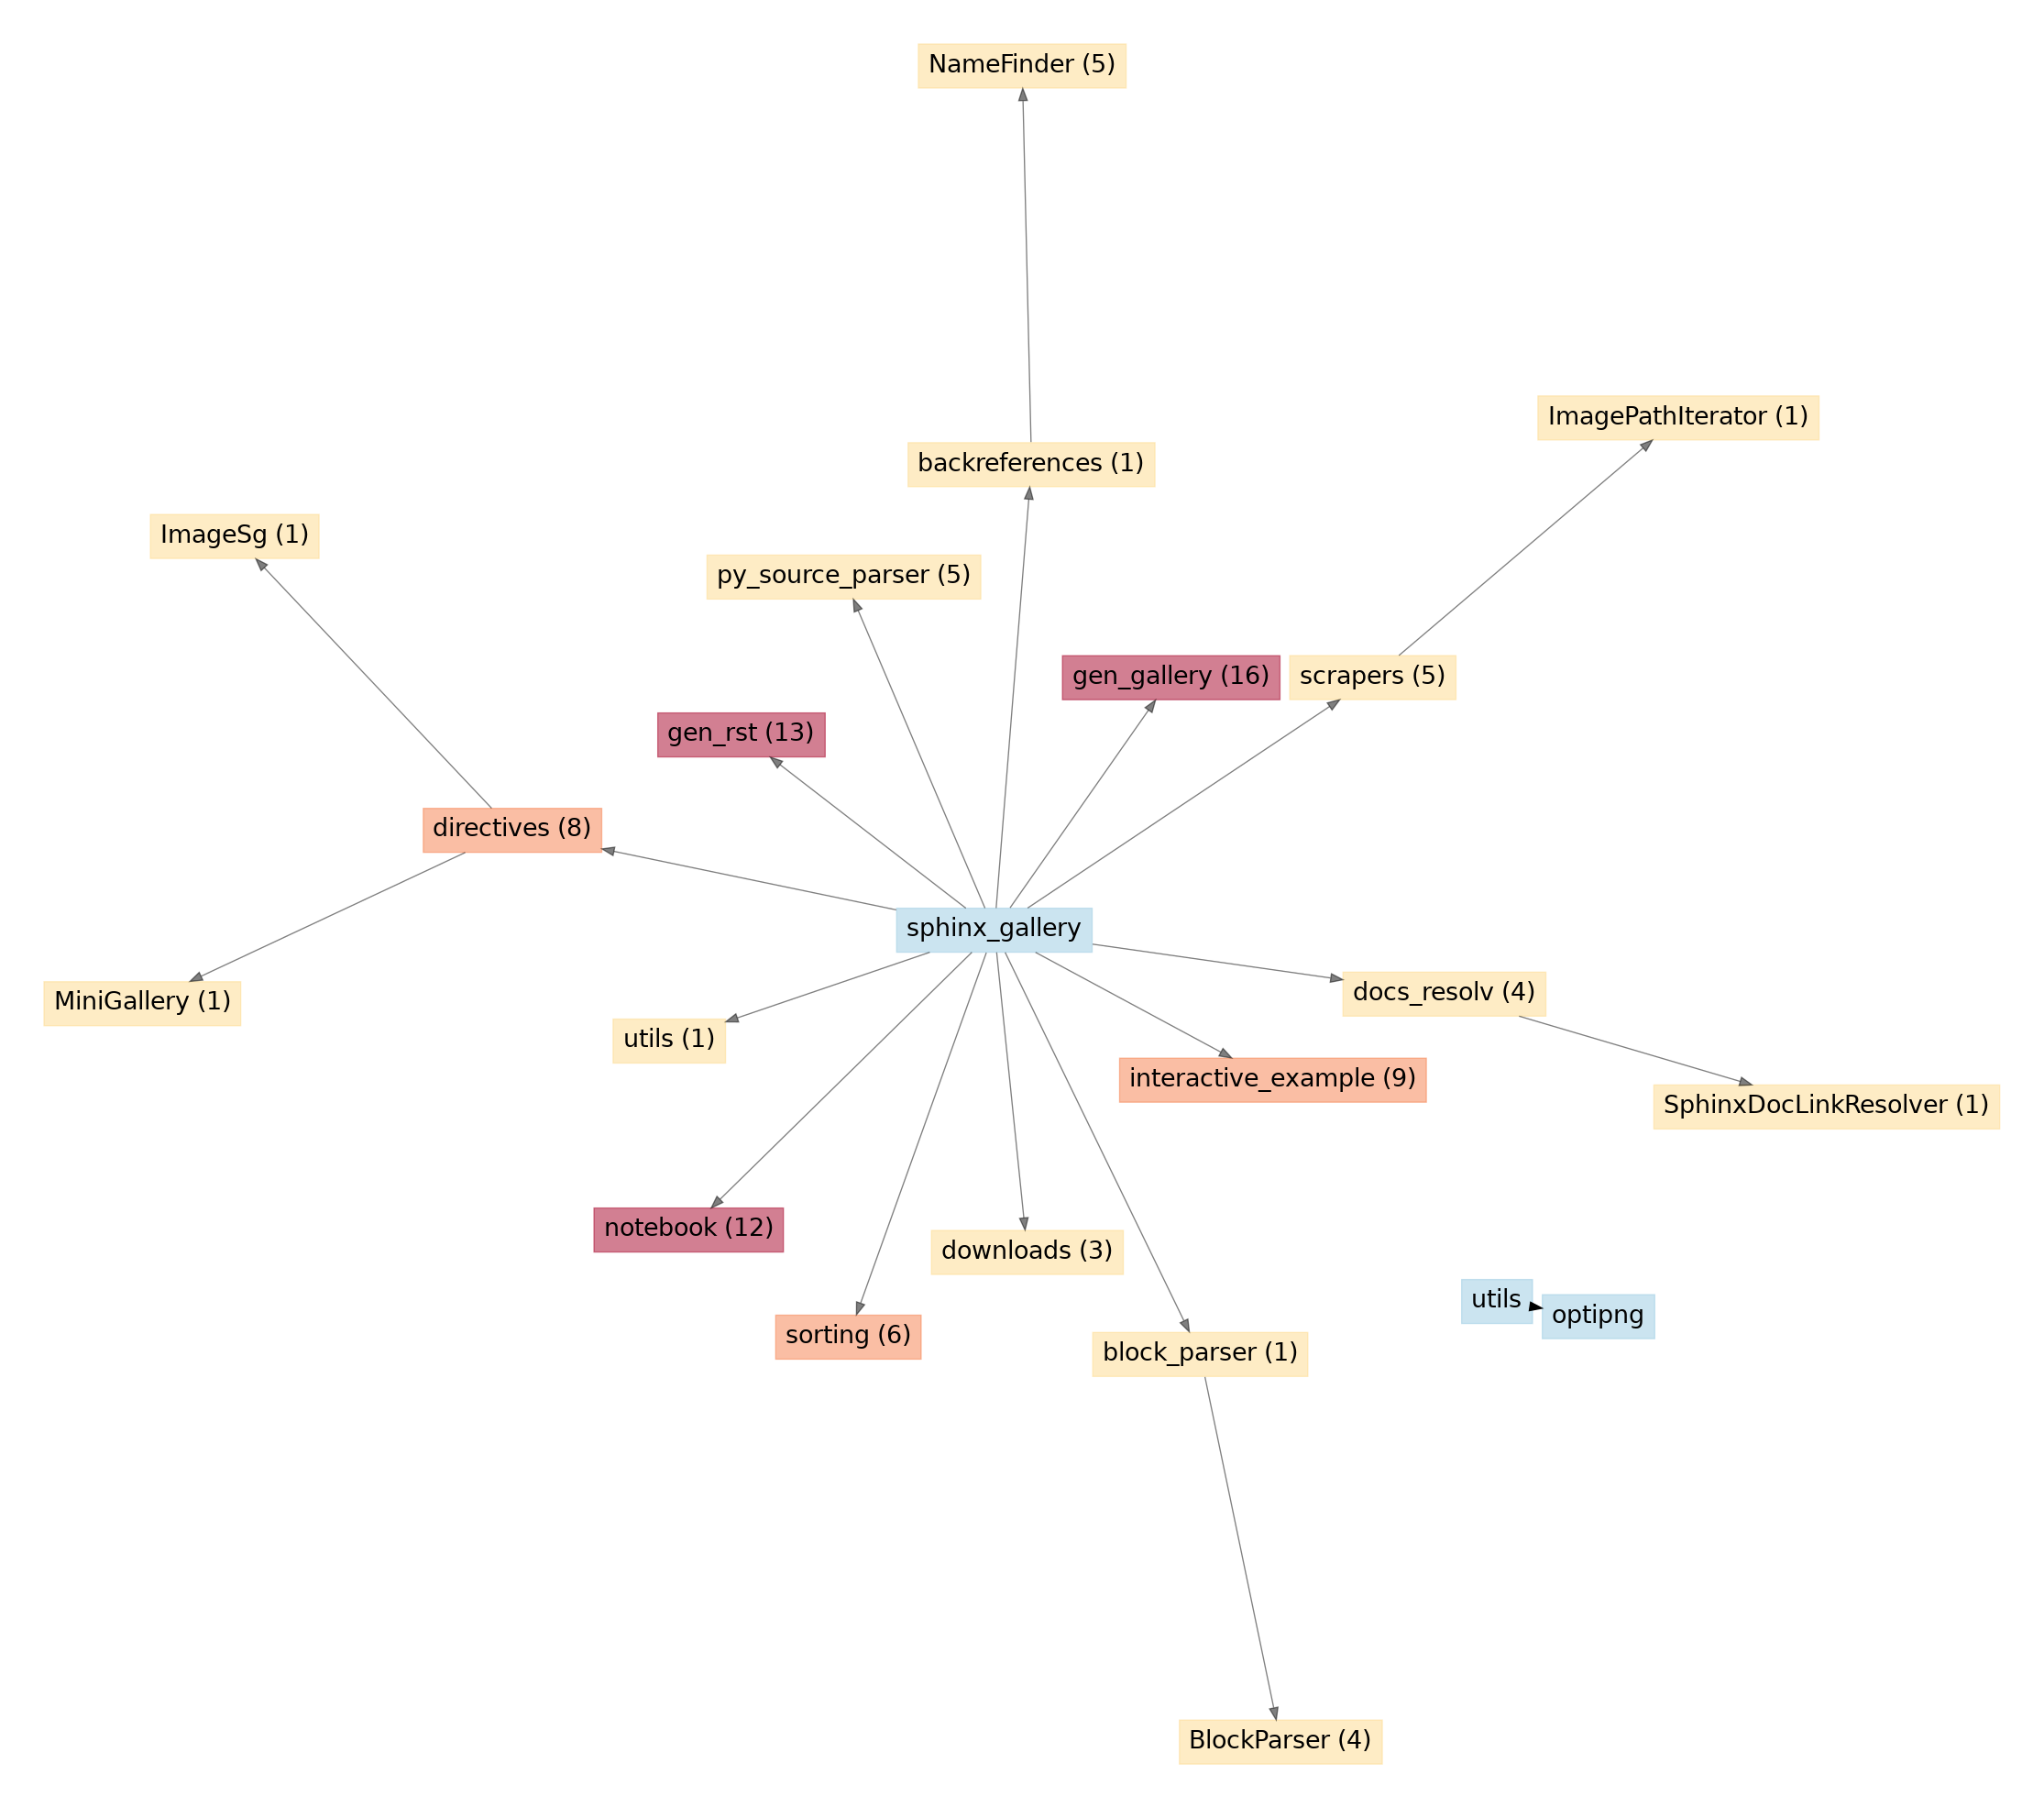 NameFinder (5)
ImagePathIterator (1)
backreferences (1)
ImageSg (1)
py_source_parser (5)
gen_gallery (16)
scrapers (5)
gen_rst (13)
directives (8)
sphinx_gallery
docs_resolv (4)
MiniGallery (1)
utils (1)
interactive_example (9)
SphinxDocLinkResolver (1)
notebook (12)
downloads (3)
utils
optipng
sorting (6)
block_parser (1)
BlockParser (4)